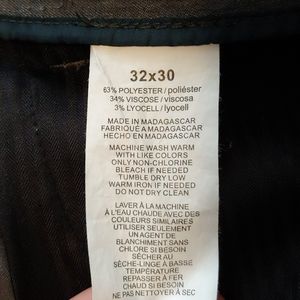 32x30
63% POLYESTER / poliéster
34% VISCOSE / viscosa
3% LYOCELL / lyocell
MADE IN MADAGASCAR
FABRIQUÉ A MADAGASCAR
HECHO EN MADAGASCAR
MACHINE WASH WARM
WITH LIKE COLORS
ONLY NON-CHLORINE
BLEACH IF NEEDED
TUMBLE DRY LOW
WARM IRON IF NEEDED
DO NOT DRY CLEAN
LAVER À LA MACHINE
À L'EAU CHAUDE AVEC DES
COULEURS SIMILAIRES
UTILISER SEULEMENT
UN AGENT DE
BLANCHIMENT SANS
CHLORE SI BESOIN
SÉCHER AU
SÈCHE-LINGE À BASSE
TEMPÉRATURE
REPASSER À FER
CHAUD SI BESOIN
NE PAS NETTOYER À SEC